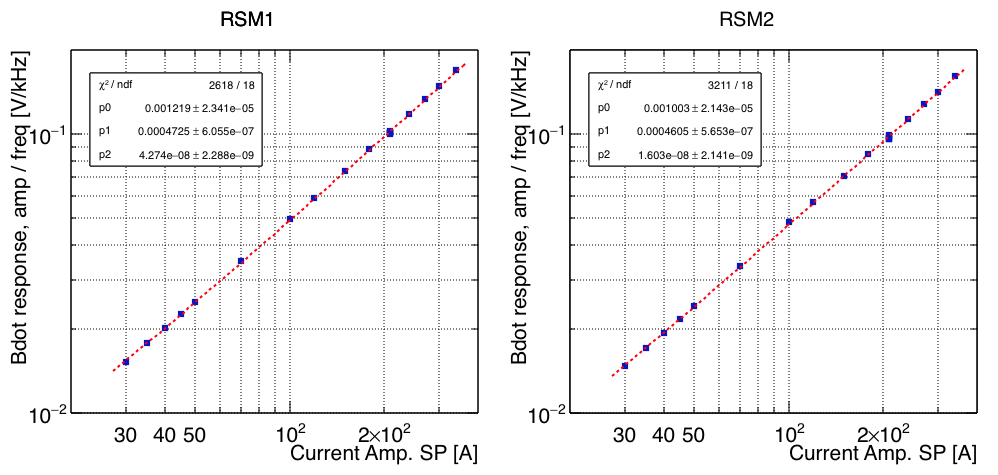 RSM1
Bdot response, amp / freq [V/kHz]
χ² / ndf 2618 / 18
p0 0.001219 ± 2.341e−05
p1 0.0004725 ± 6.055e−07
p2 4.274e−08 ± 2.288e−09
10⁻¹
10⁻²
30 40 50 10² 2×10²
Current Amp. SP [A]
RSM2
Bdot response, amp / freq [V/kHz]
χ² / ndf 3211 / 18
p0 0.001003 ± 2.143e−05
p1 0.0004605 ± 5.653e−07
p2 1.603e−08 ± 2.141e−09
10⁻¹
10⁻²
30 40 50 10² 2×10²
Current Amp. SP [A]